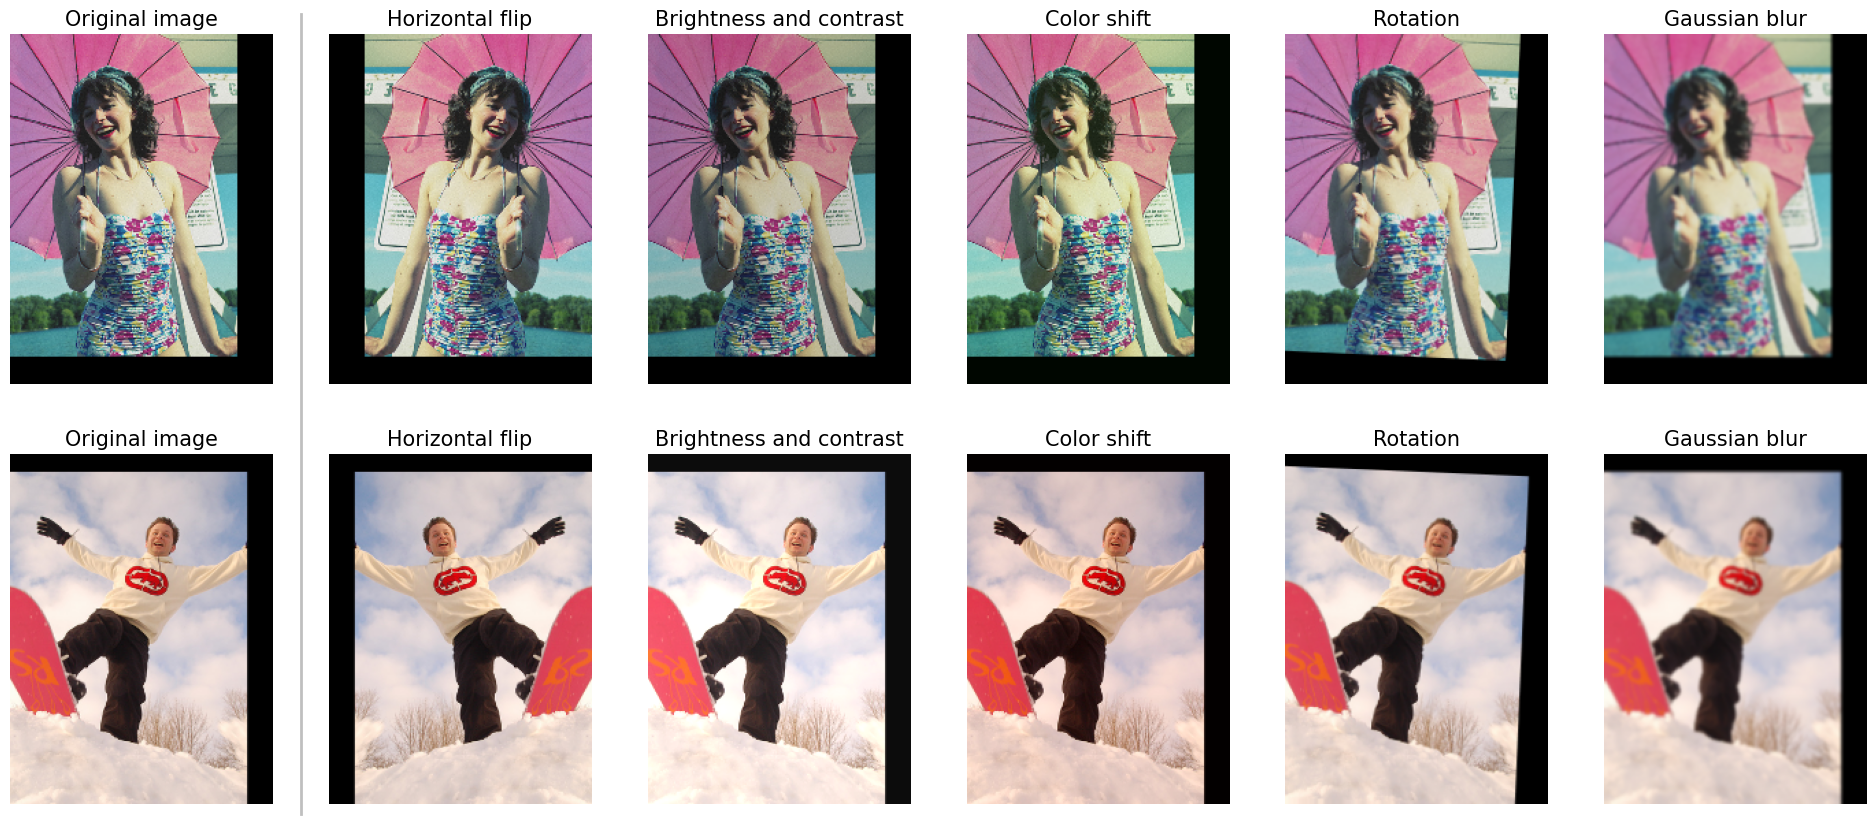 Original image
Horizontal flip
Brightness and contrast
Color shift
Rotation
Gaussian blur
Original image
Horizontal flip
Brightness and contrast
Color shift
Rotation
Gaussian blur